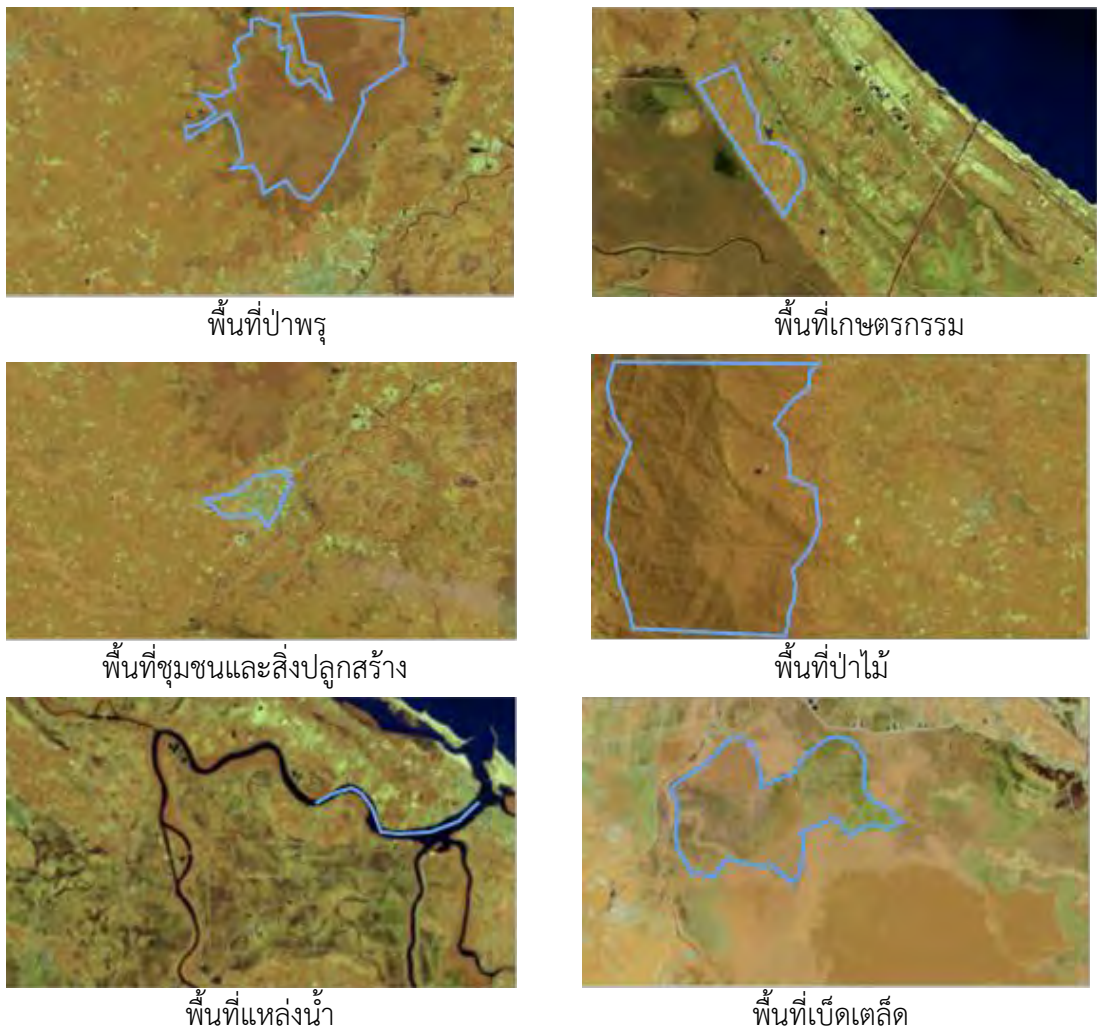 พื้นที่ป่าพรุ
พื้นที่เกษตรกรรม
พื้นที่ชุมชนและสิ่งปลูกสร้าง
พื้นที่ป่าไม้
พื้นที่แหล่งน้ำ
พื้นที่เบ็ดเตล็ด